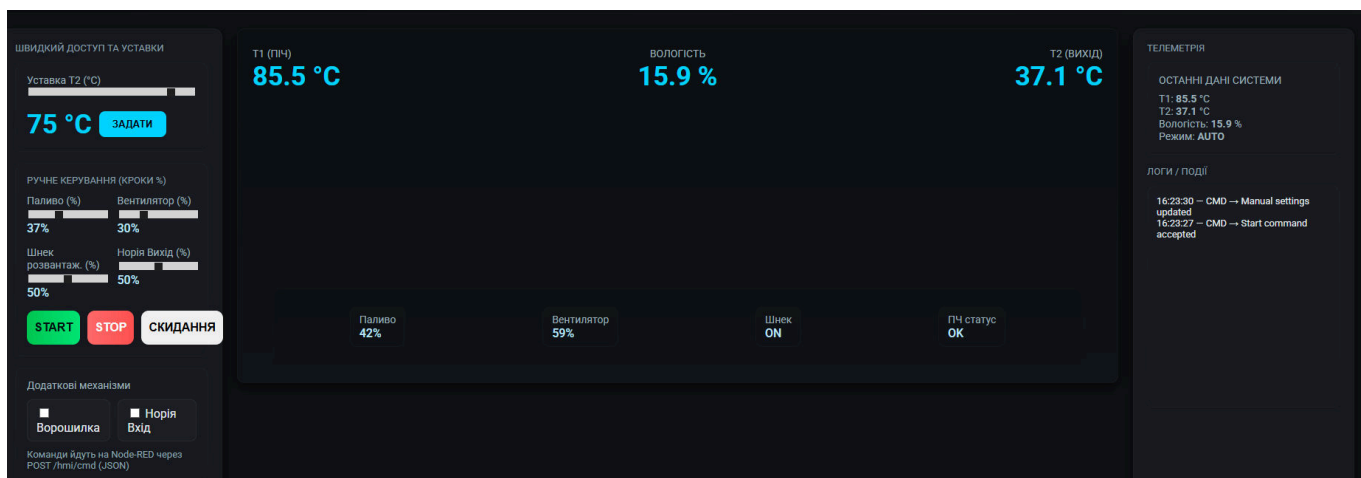 ШВИДКИЙ ДОСТУП ТА УСТАВКИ
Уставка Т2 (°C)
75 °C
ЗАДАТИ
РУЧНЕ КЕРУВАННЯ (КРОКИ %)
Паливо (%)
37%
Вентилятор (%)
30%
Шнек
розвантаж. (%)
50%
Норія Вихід (%)
50%
START
STOP
СКИДАННЯ
Додаткові механізми
Ворошилка
Норія
Вхід
Команди йдуть на Node-RED через
POST /hmi/cmd (JSON)
Т1 (ПІЧ)
85.5 °C
ВОЛОГІСТЬ
15.9 %
Т2 (ВИХІД)
37.1 °C
Паливо
42%
Вентилятор
59%
Шнек
ON
ПЧ статус
OK
ТЕЛЕМЕТРІЯ
ОСТАННІ ДАНІ СИСТЕМИ
Т1: 85.5 °C
Т2: 37.1 °C
Вологість: 15.9 %
Режим: AUTO
ЛОГИ / ПОДІЇ
16:23:30 — CMD → Manual settings
updated
16:23:27 — CMD → Start command
accepted